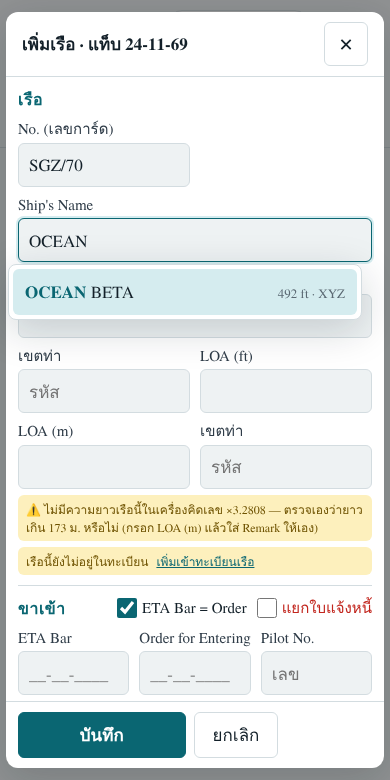 เพิ่มเรือ · แท็บ 24-11-69
✕
เรือ
No. (เลขการ์ด)
SGZ/70
Ship's Name
OCEAN
OCEAN BETA 492 ft · XYZ
เขตท่า LOA (ft)
รหัส
LOA (m) เขตท่า
รหัส
⚠️ ไม่มีความยาวเรือนี้ในเครื่องคิดเลข ×3.2808 — ตรวจเองว่ายาว
เกิน 173 ม. หรือไม่ (กรอก LOA (m) แล้วใส่ Remark ให้เอง)
เรือนี้ยังไม่อยู่ในทะเบียน เพิ่มเข้าทะเบียนเรือ
ขาเข้า ETA Bar = Order แยกใบแจ้งหนี้
ETA Bar Order for Entering Pilot No.
__-__-____ __-__-____ เลข
บันทึก ยกเลิก